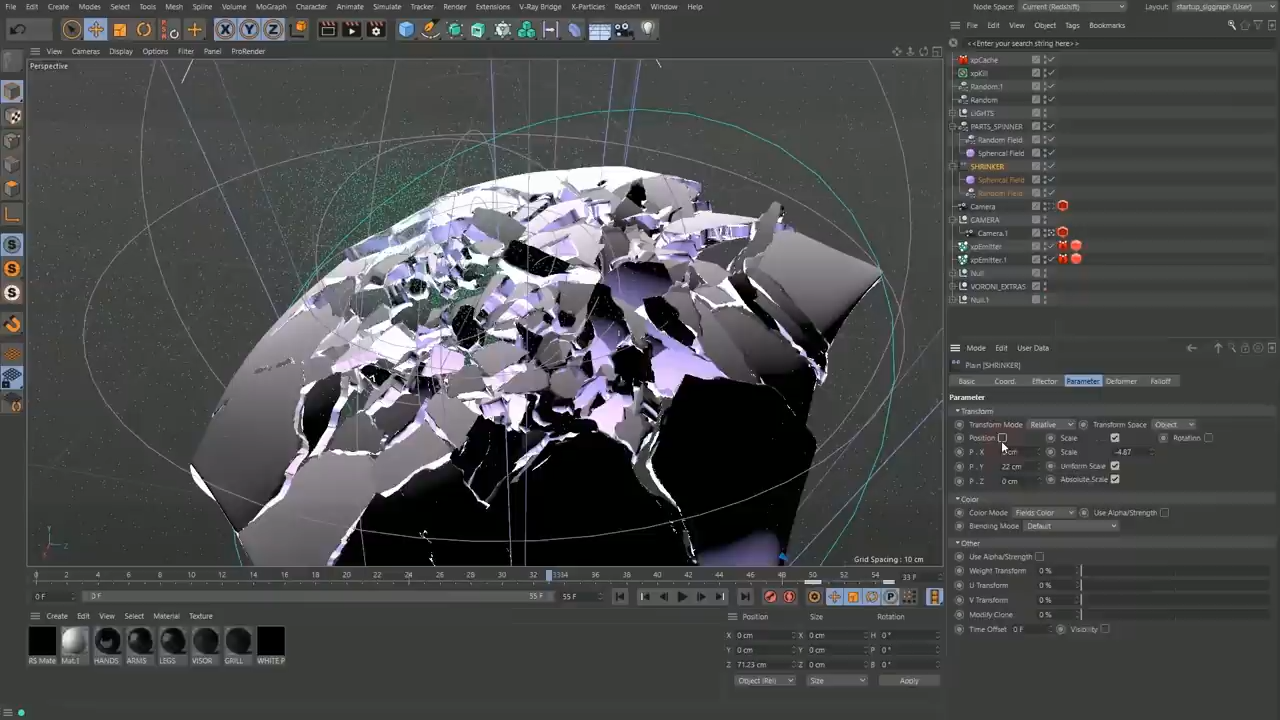 File Edit Create Modes Select Tools Mesh Spline Volume MoGraph Character Animate Simulate Tracker Render Extensions V-Ray Bridge X-Particles Redshift Window Help
Node Space: Current (Redshift) Layout: startup_siggraph (User)
X Y Z
File Edit View Object Tags Bookmarks
View Cameras Display Options Filter Panel ProRender
<<Enter your search string here>>
Perspective
xpCache
xpKill
Random.1
Random
LIGHTS
PARTS_SPINNER
Random Field
Spherical Field
SHRINKER
Spherical Field
Random Field
Camera
CAMERA
Camera.1
xpEmitter
xpEmitter.1
Null
VORONI_EXTRAS
Null.1
Mode Edit User Data
Plain [SHRINKER]
Basic Coord. Effector Parameter Deformer Falloff
Parameter
Transform
Transform Mode Relative Transform Space Object
Position Scale Rotation
P . X cm Scale -4.87
P . Y 22 cm Uniform Scale
P . Z 0 cm Absolute Scale
Color
Color Mode Fields Color Use Alpha/Strength
Blending Mode Default
Other
Use Alpha/Strength
Weight Transform 0 %
U Transform 0 %
V Transform 0 %
Modify Clone 0 %
Time Offset 0 F Visibility
Grid Spacing : 10 cm
0 2 4 6 8 10 12 14 16 18 20 22 24 26 28 30 32 3334 36 38 40 42 44 46 48 50 52 54 33 F
0 F 0 F 55 F 55 F
Create Edit View Select Material Texture
Position Size Rotation
X 0 cm X 0 cm H 0 °
Y 0 cm Y 0 cm P 0 °
Z 71.23 cm Z 0 cm B 0 °
Object (Rel) Size Apply
RS Mate Mat.1 HANDS ARMS LEGS VISOR GRILL WHITE P